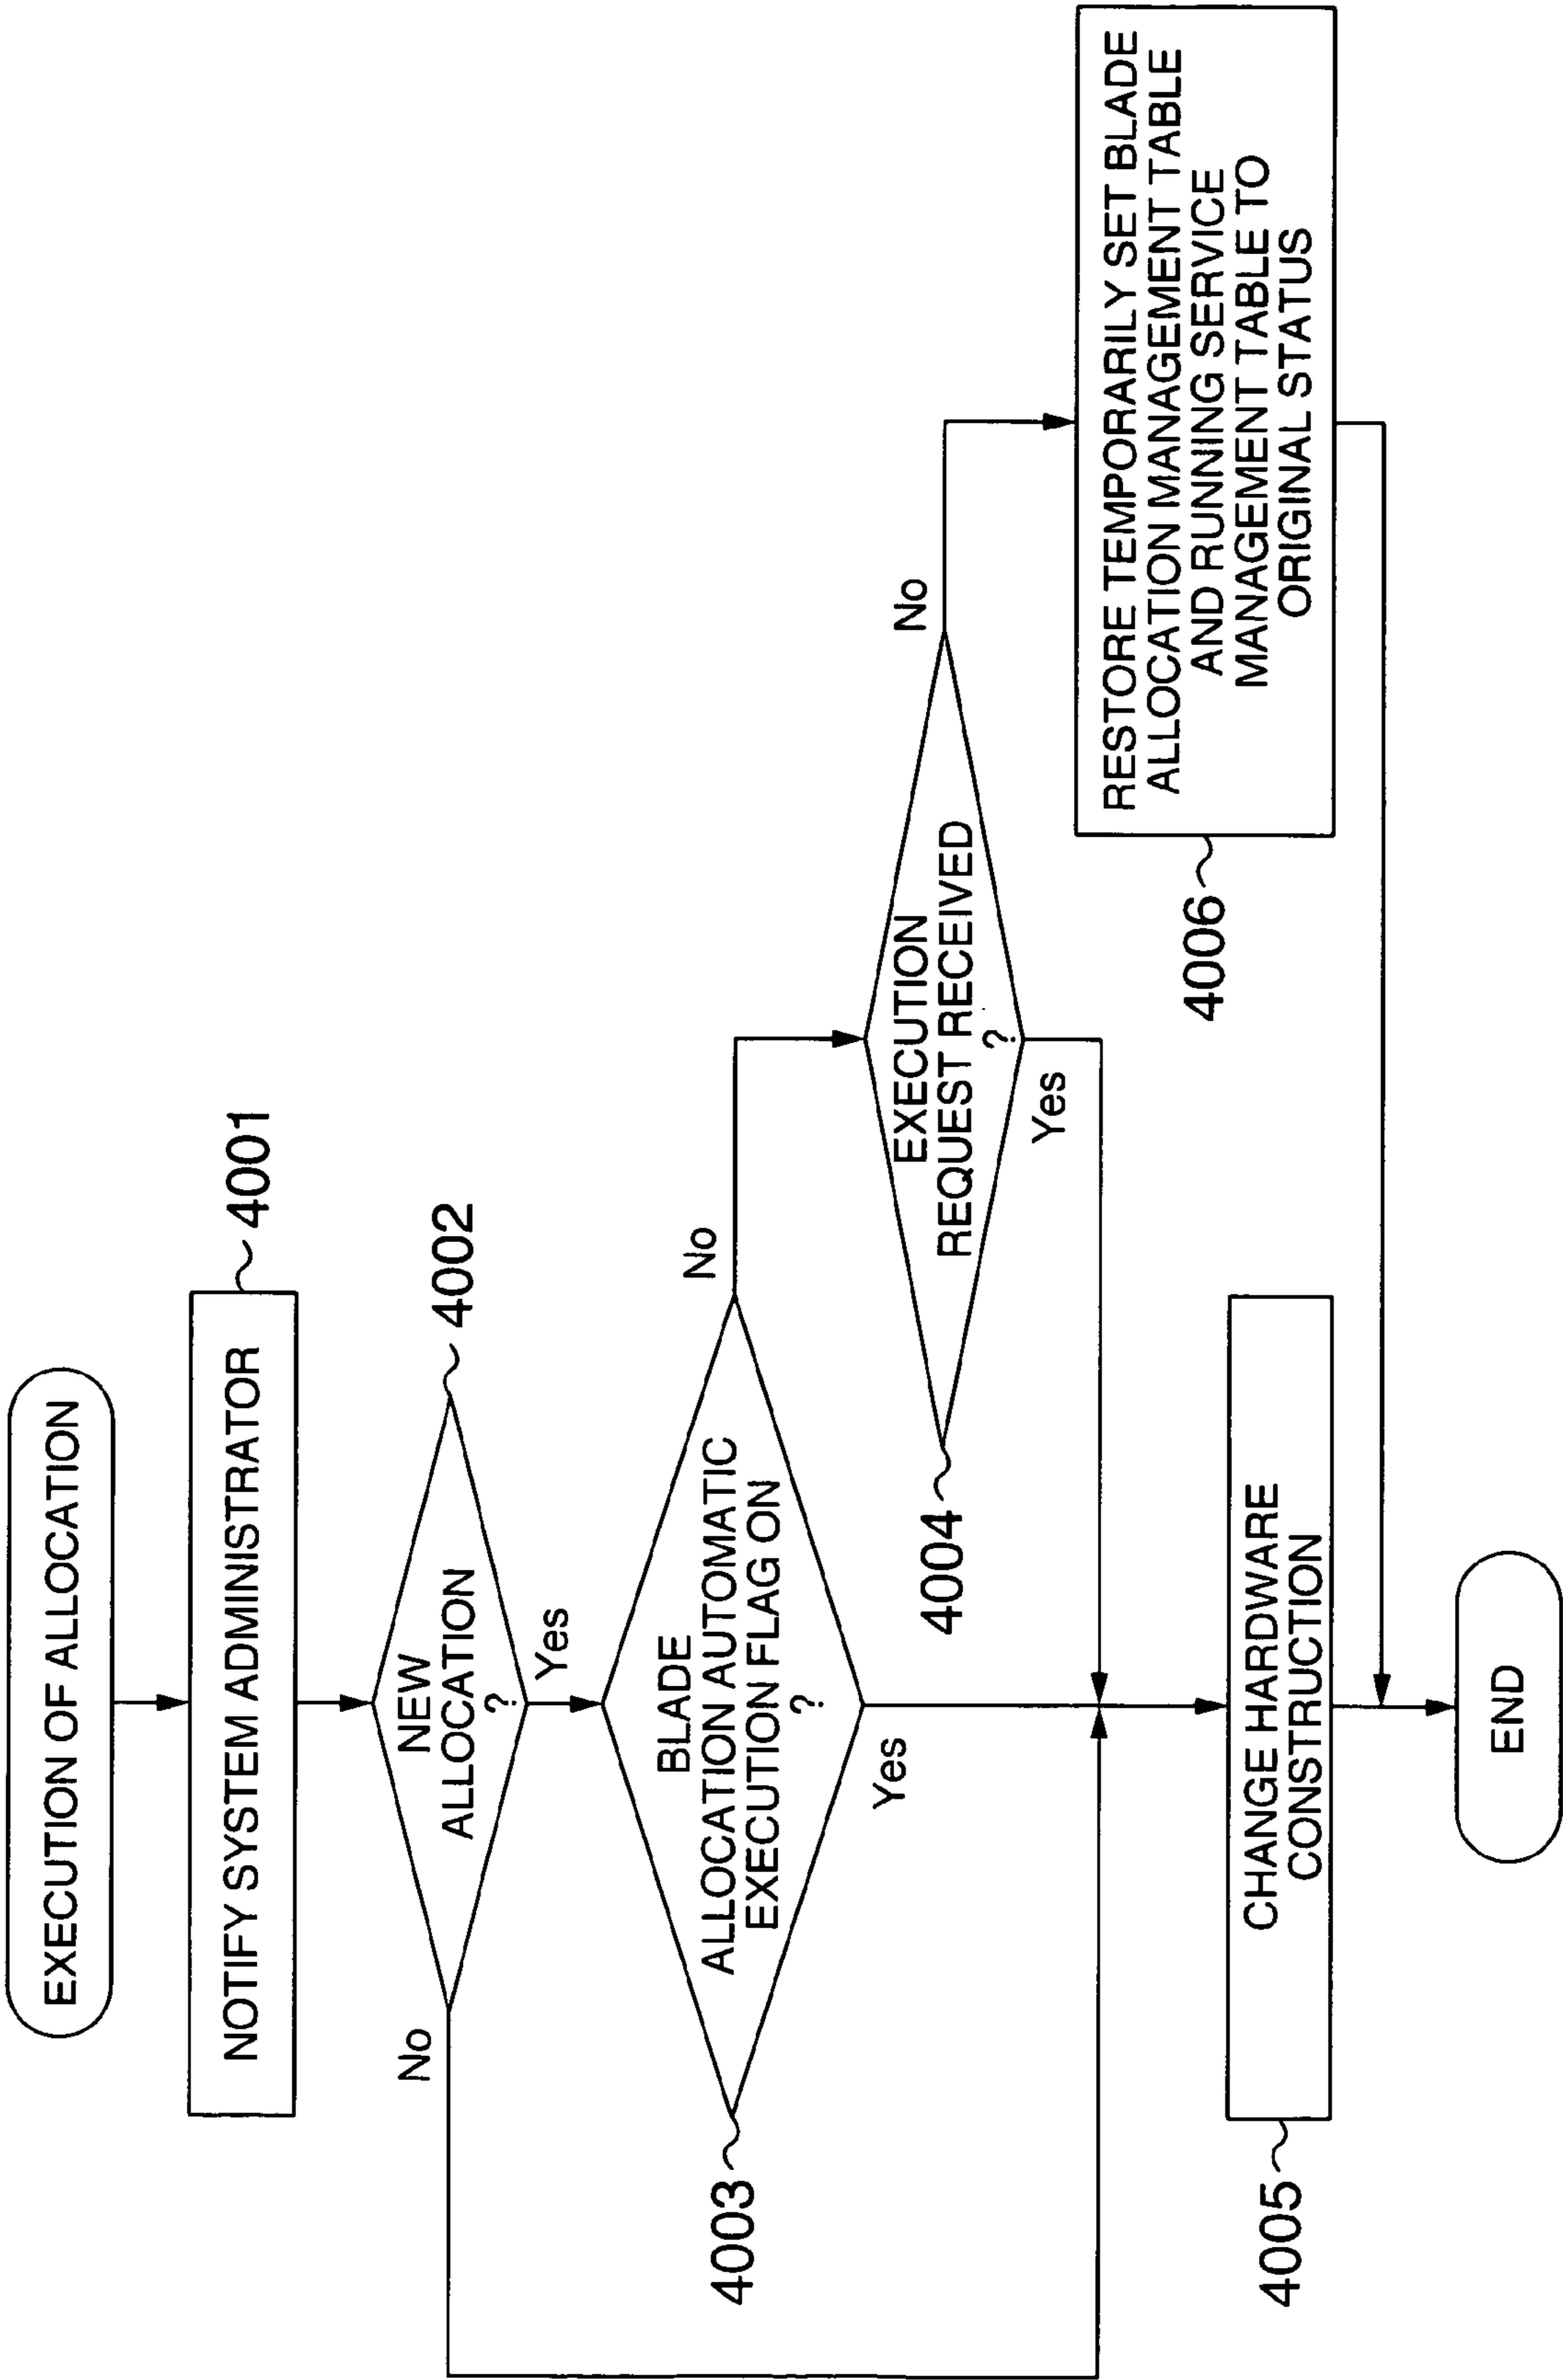 EXECUTION OF ALLOCATION
NOTIFY SYSTEM ADMINISTRATOR
4001
NEW
ALLOCATION
?
4002
No
Yes
BLADE
ALLOCATION AUTOMATIC
EXECUTION FLAG ON
?
4003
No
Yes
EXECUTION
REQUEST RECEIVED
?
4004
No
Yes
CHANGE HARDWARE
CONSTRUCTION
4005
RESTORE TEMPORARILY SET BLADE
ALLOCATION MANAGEMENT TABLE
AND RUNNING SERVICE
MANAGEMENT TABLE TO
ORIGINAL STATUS
4006
END